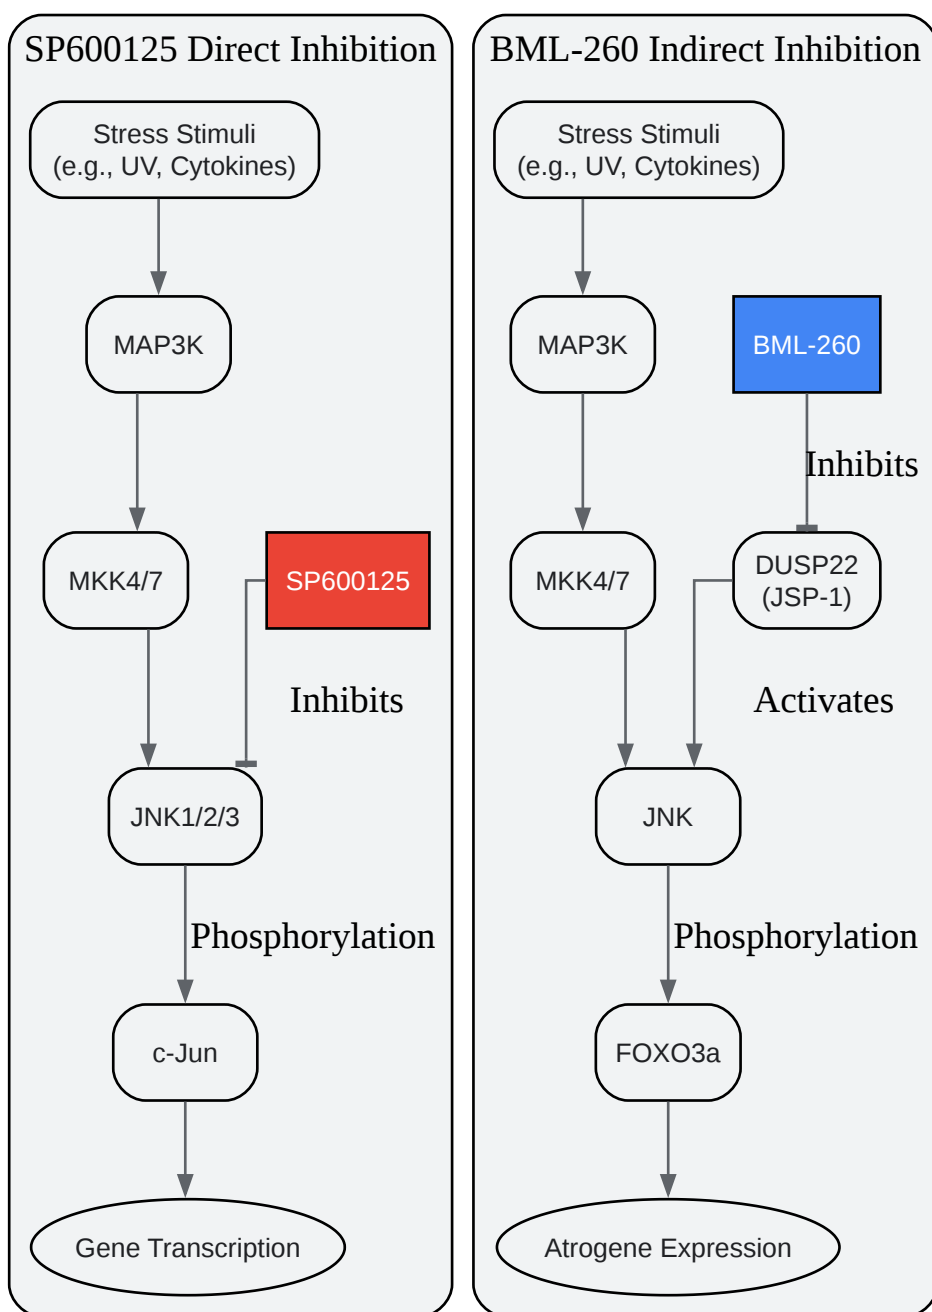 SP600125 Direct Inhibition
Stress Stimuli
(e.g., UV, Cytokines)
MAP3K
MKK4/7
SP600125
Inhibits
JNK1/2/3
Phosphorylation
c-Jun
Gene Transcription
BML-260 Indirect Inhibition
Stress Stimuli
(e.g., UV, Cytokines)
MAP3K
BML-260
Inhibits
MKK4/7
DUSP22
(JSP-1)
Activates
JNK
Phosphorylation
FOXO3a
Atrogene Expression